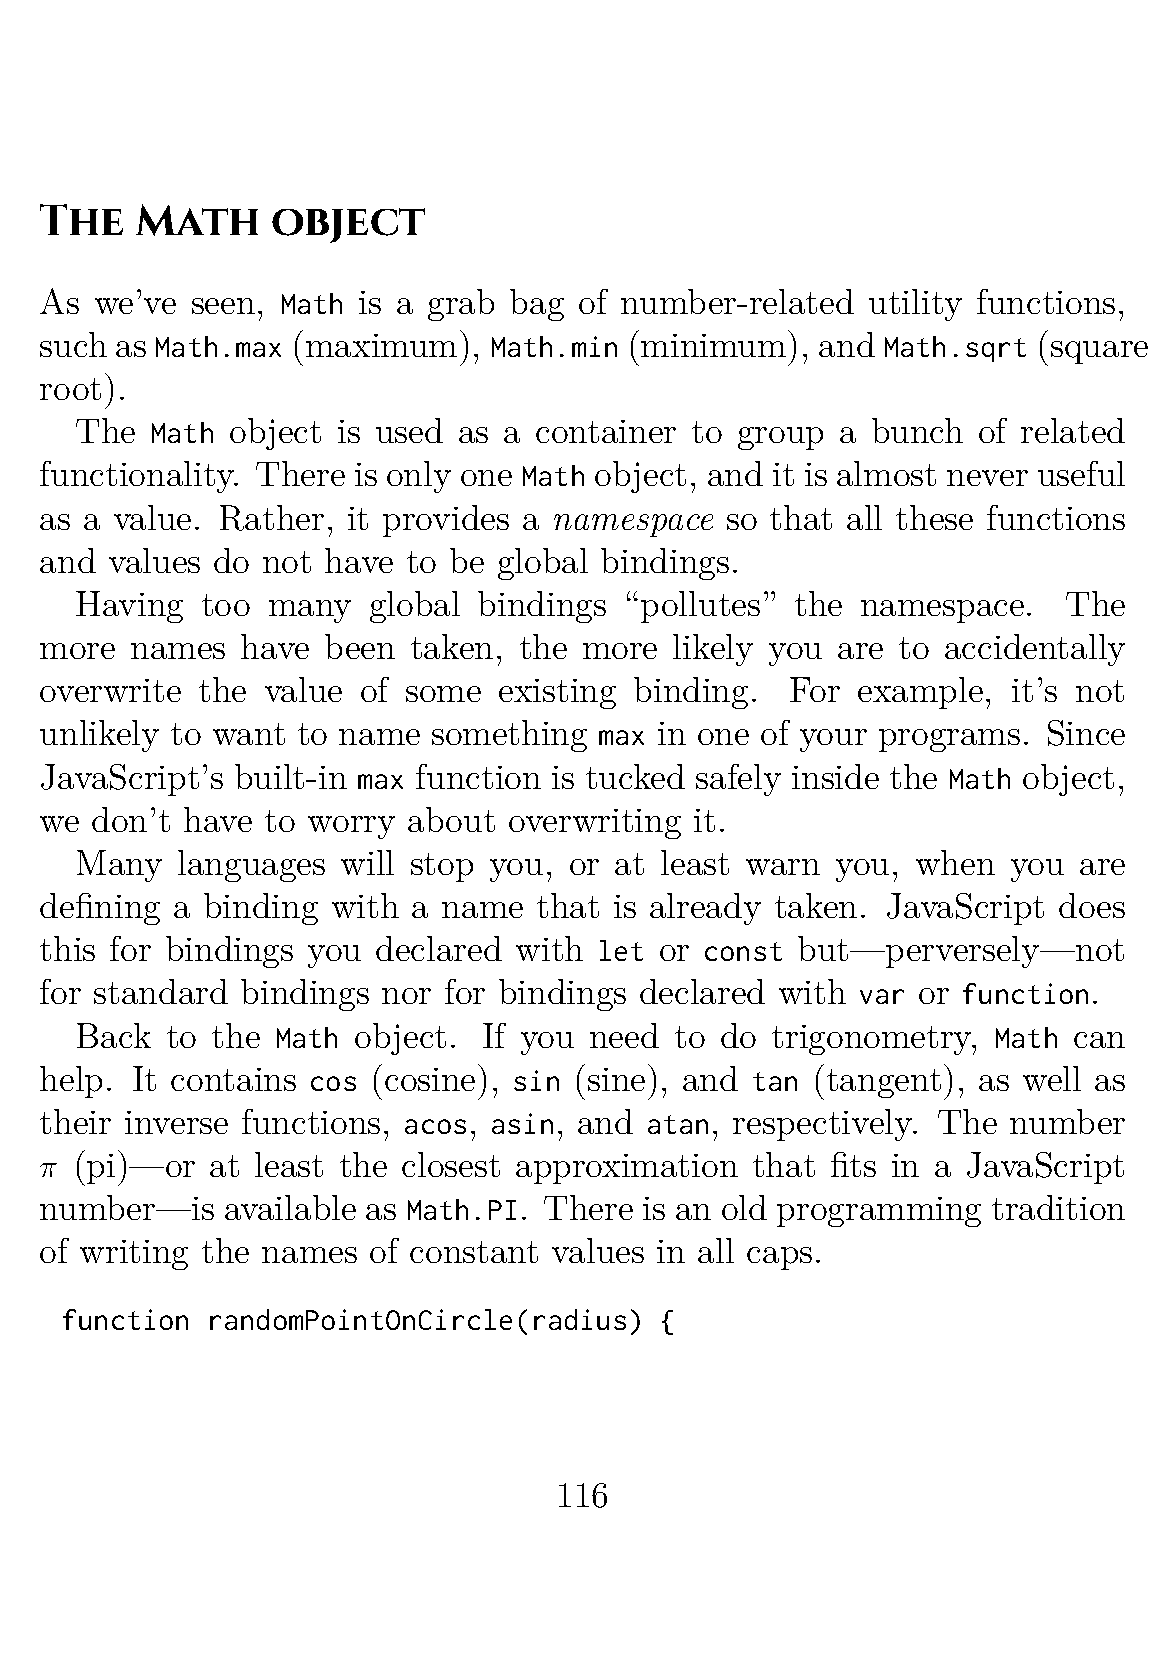 The Math object
As we’ve seen, Math is a grab bag of number-related utility functions,
such as Math.max (maximum), Math.min (minimum), and Math.sqrt (square
root).
The Math object is used as a container to group a bunch of related
functionality. There is only one Math object, and it is almost never useful
as a value. Rather, it provides a namespace so that all these functions
and values do not have to be global bindings.
Having too many global bindings “pollutes” the namespace. The
more names have been taken, the more likely you are to accidentally
overwrite the value of some existing binding. For example, it’s not
unlikely to want to name something max in one of your programs. Since
JavaScript’s built-in max function is tucked safely inside the Math object,
we don’t have to worry about overwriting it.
Many languages will stop you, or at least warn you, when you are
defining a binding with a name that is already taken. JavaScript does
this for bindings you declared with let or const but—perversely—not
for standard bindings nor for bindings declared with var or function.
Back to the Math object. If you need to do trigonometry, Math can
help. It contains cos (cosine), sin (sine), and tan (tangent), as well as
their inverse functions, acos, asin, and atan, respectively. The number
π (pi)—or at least the closest approximation that fits in a JavaScript
number—is available as Math.PI. There is an old programming tradition
of writing the names of constant values in all caps.
function randomPointOnCircle(radius) {
116